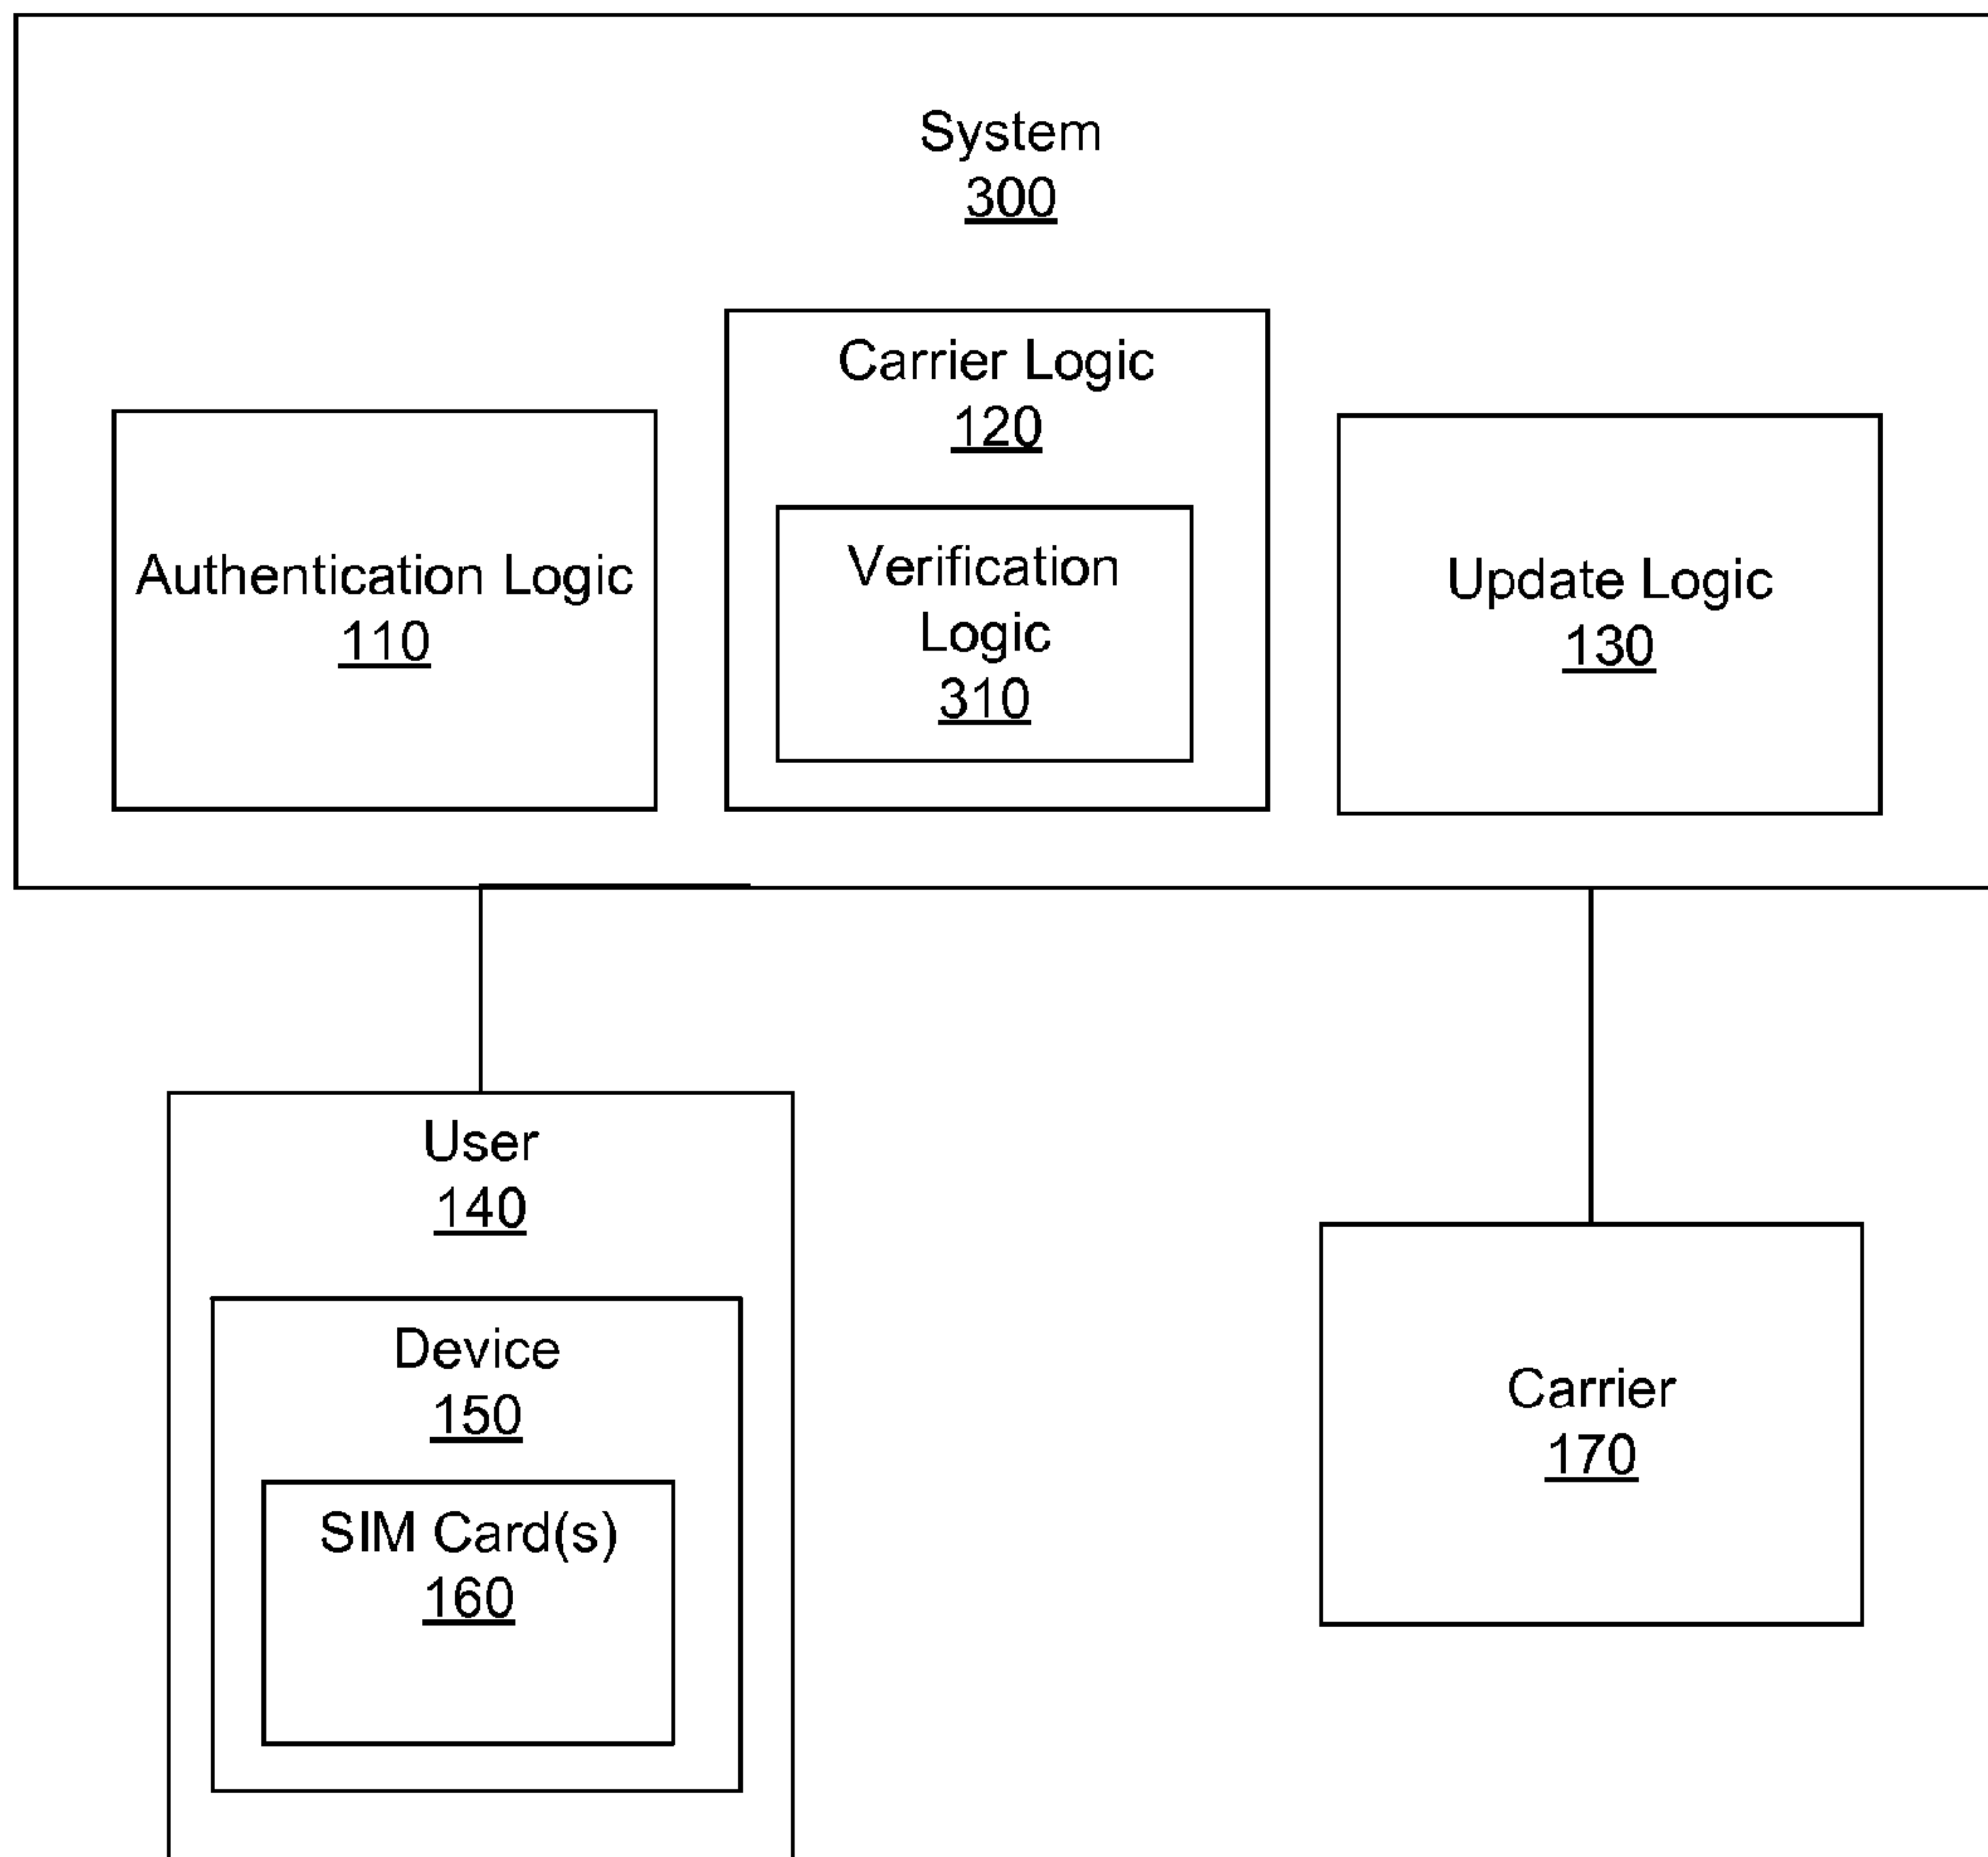 System
300
Carrier Logic
120
Authentication Logic
110
Verification
Logic
310
Update Logic
130
User
140
Device
150
SIM Card(s)
160
Carrier
170